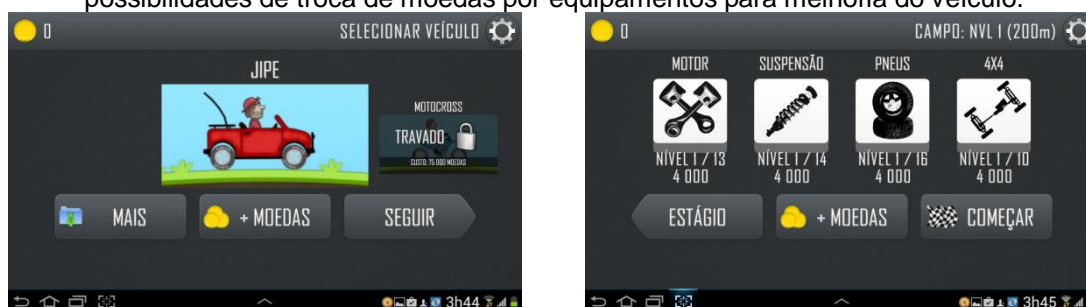 possibilidades de troca de moedas por equipamentos para melhoria do veículo.
0
SELECIONAR VEÍCULO
JIPE
MOTOCROSS
TRAVADO
CUSTO: 75 000 MOEDAS
MAIS
+ MOEDAS
SEGUIR
3h44
0
CAMPO: NVL 1 (200m)
MOTOR
SUSPENSÃO
PNEUS
4X4
NÍVEL 1 / 13
NÍVEL 1 / 14
NÍVEL 1 / 16
NÍVEL 1 / 10
4 000
4 000
4 000
4 000
ESTÁGIO
+ MOEDAS
COMEÇAR
3h45